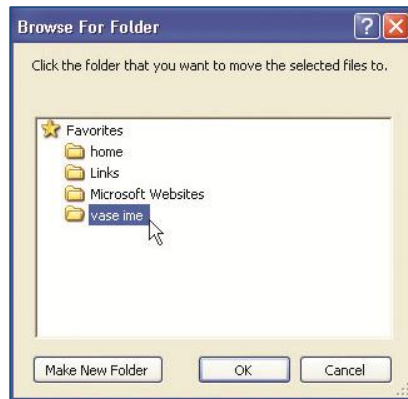 Browse For Folder
Click the folder that you want to move the selected files to.
Favorites
home
Links
Microsoft Websites
vase ime
Make New Folder
OK
Cancel